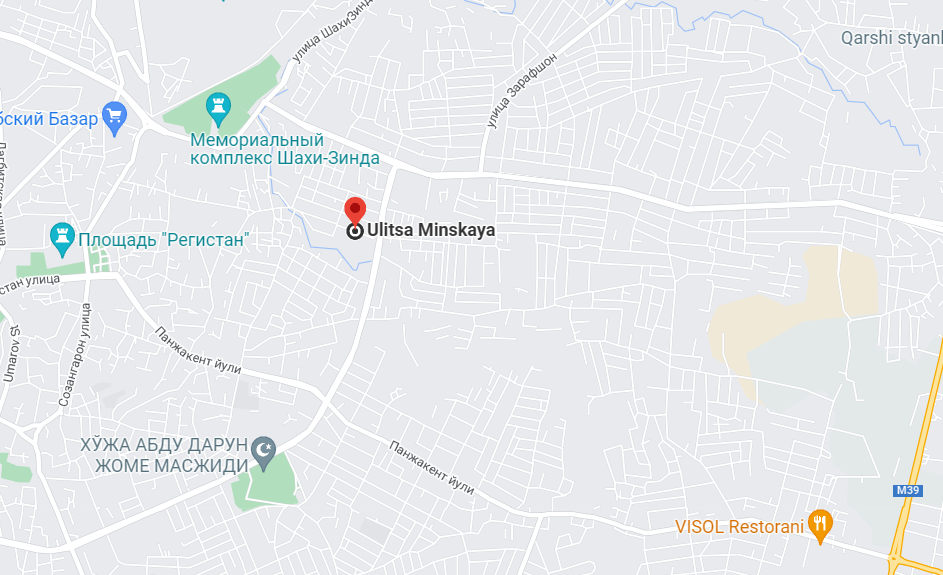 улица ШахиЗинда
Qarshi styanl
улица Зарафшон
бский Базар
Мемориальный
комплекс Шахи-Зинда
Ulitsa Minskaya
Площадь "Регистан"
стан улица
Umarov St
Созангарон улица
Панжакент йули
ХЎЖА АБДУ ДАРУН
ЖОМЕ МАСЖИДИ
Панжакент йули
M39
VISOL Restorani